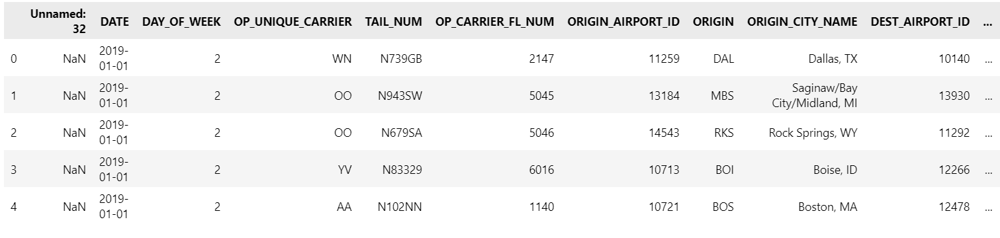 Unnamed: 32 DATE DAY_OF_WEEK OP_UNIQUE_CARRIER TAIL_NUM OP_CARRIER_FL_NUM ORIGIN_AIRPORT_ID ORIGIN ORIGIN_CITY_NAME DEST_AIRPORT_ID ...
0 NaN 2019-01-01 2 WN N739GB 2147 11259 DAL Dallas, TX 10140 ...
1 NaN 2019-01-01 2 OO N943SW 5045 13184 MBS Saginaw/Bay City/Midland, MI 13930 ...
2 NaN 2019-01-01 2 OO N679SA 5046 14543 RKS Rock Springs, WY 11292 ...
3 NaN 2019-01-01 2 YV N83329 6016 10713 BOI Boise, ID 12266 ...
4 NaN 2019-01-01 2 AA N102NN 1140 10721 BOS Boston, MA 12478 ...